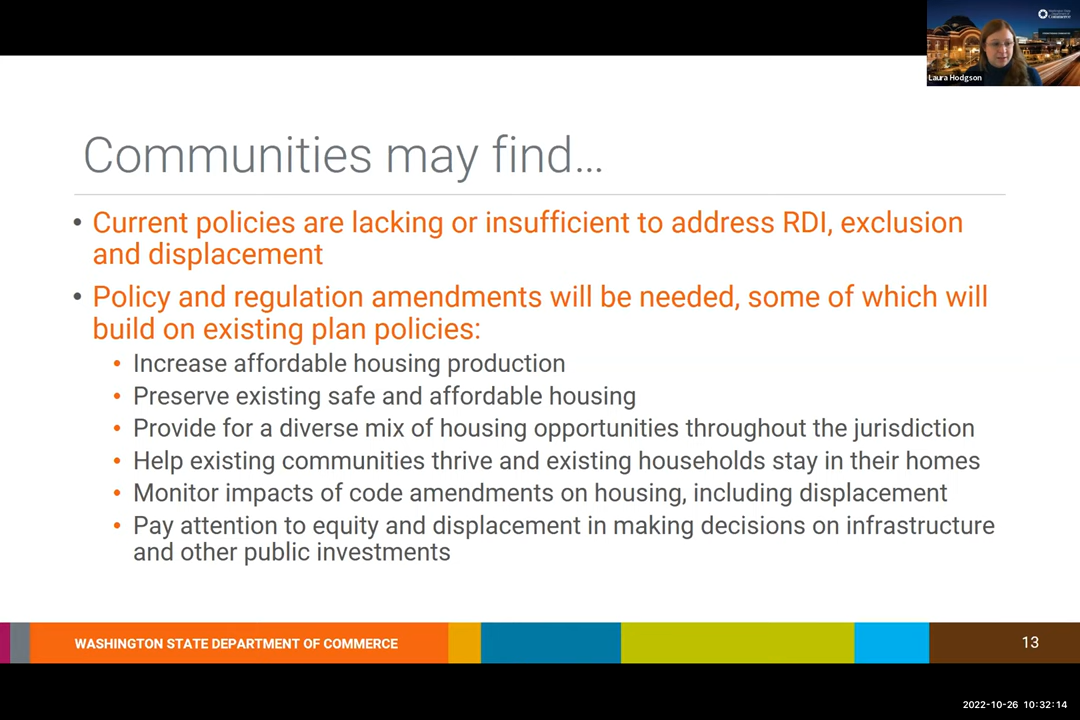 Commerce
Laura Hodgson
Communities may find...
• Current policies are lacking or insufficient to address RDI, exclusion
and displacement
• Policy and regulation amendments will be needed, some of which will
build on existing plan policies:
• Increase affordable housing production
• Preserve existing safe and affordable housing
• Provide for a diverse mix of housing opportunities throughout the jurisdiction
• Help existing communities thrive and existing households stay in their homes
• Monitor impacts of code amendments on housing, including displacement
• Pay attention to equity and displacement in making decisions on infrastructure
and other public investments
WASHINGTON STATE DEPARTMENT OF COMMERCE
13
2022-10-26 10:32:14